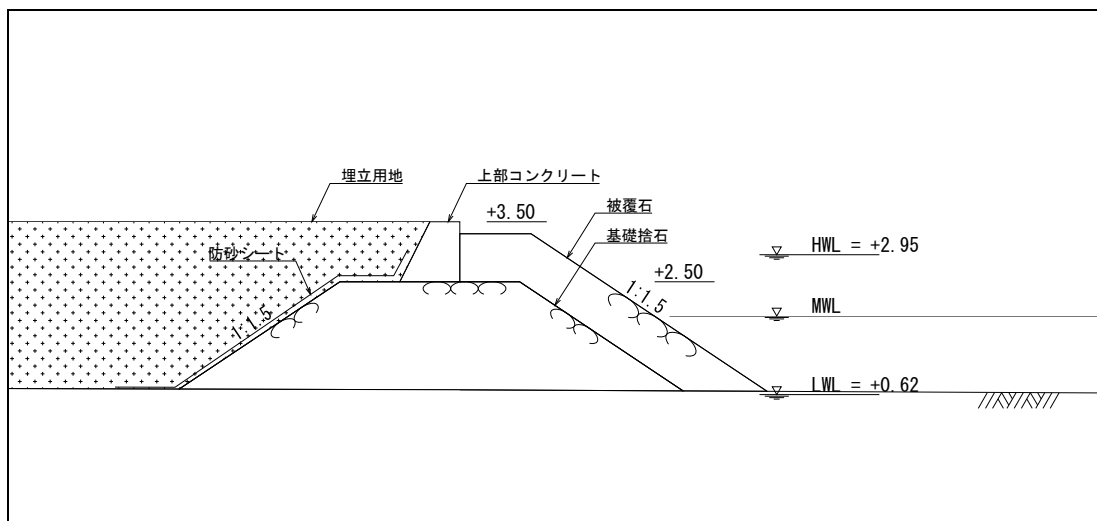 埋立用地
上部コンクリート
+3.50
被覆石
基礎捨石
防砂シート
HWL = +2.95
+2.50
1:1.5
1:1.5
MWL
LWL = +0.62